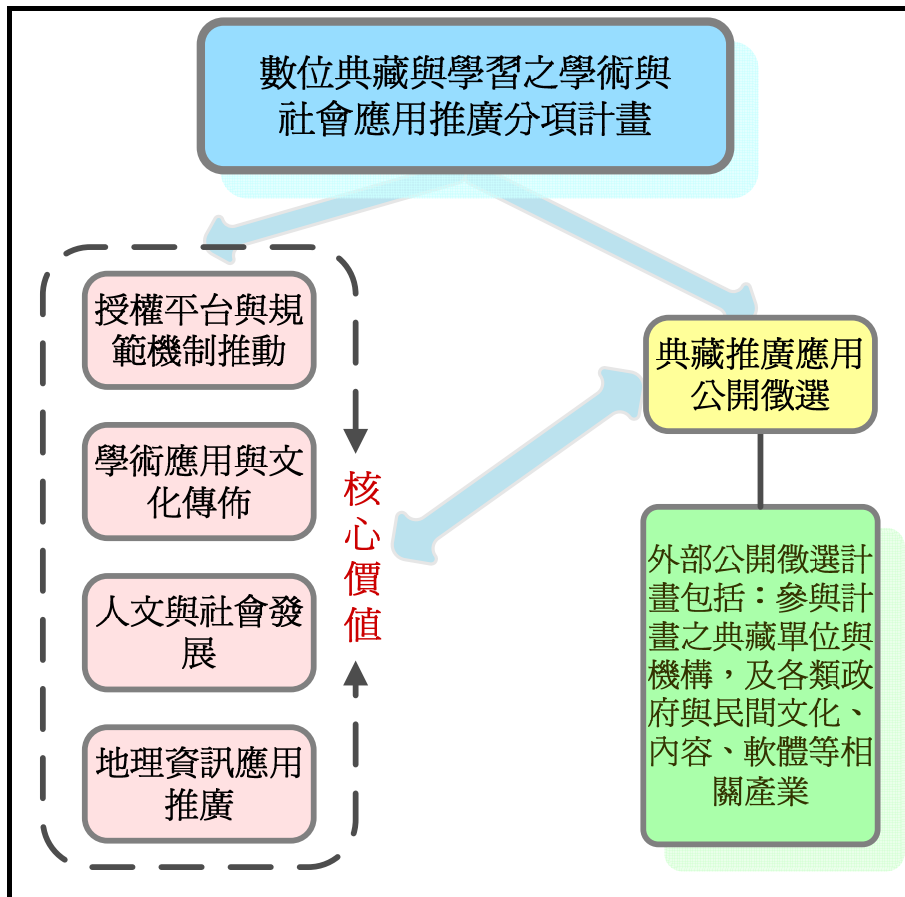 數位典藏與學習之學術與
社會應用推廣分項計畫
授權平台與規
範機制推動
學術應用與文
化傳佈
人文與社會發
展
地理資訊應用
推廣
核
心
價
值
典藏推廣應用
公開徵選
外部公開徵選計
畫包括：參與計
畫之典藏單位與
機構，及各類政
府與民間文化、
內容、軟體等相
關產業